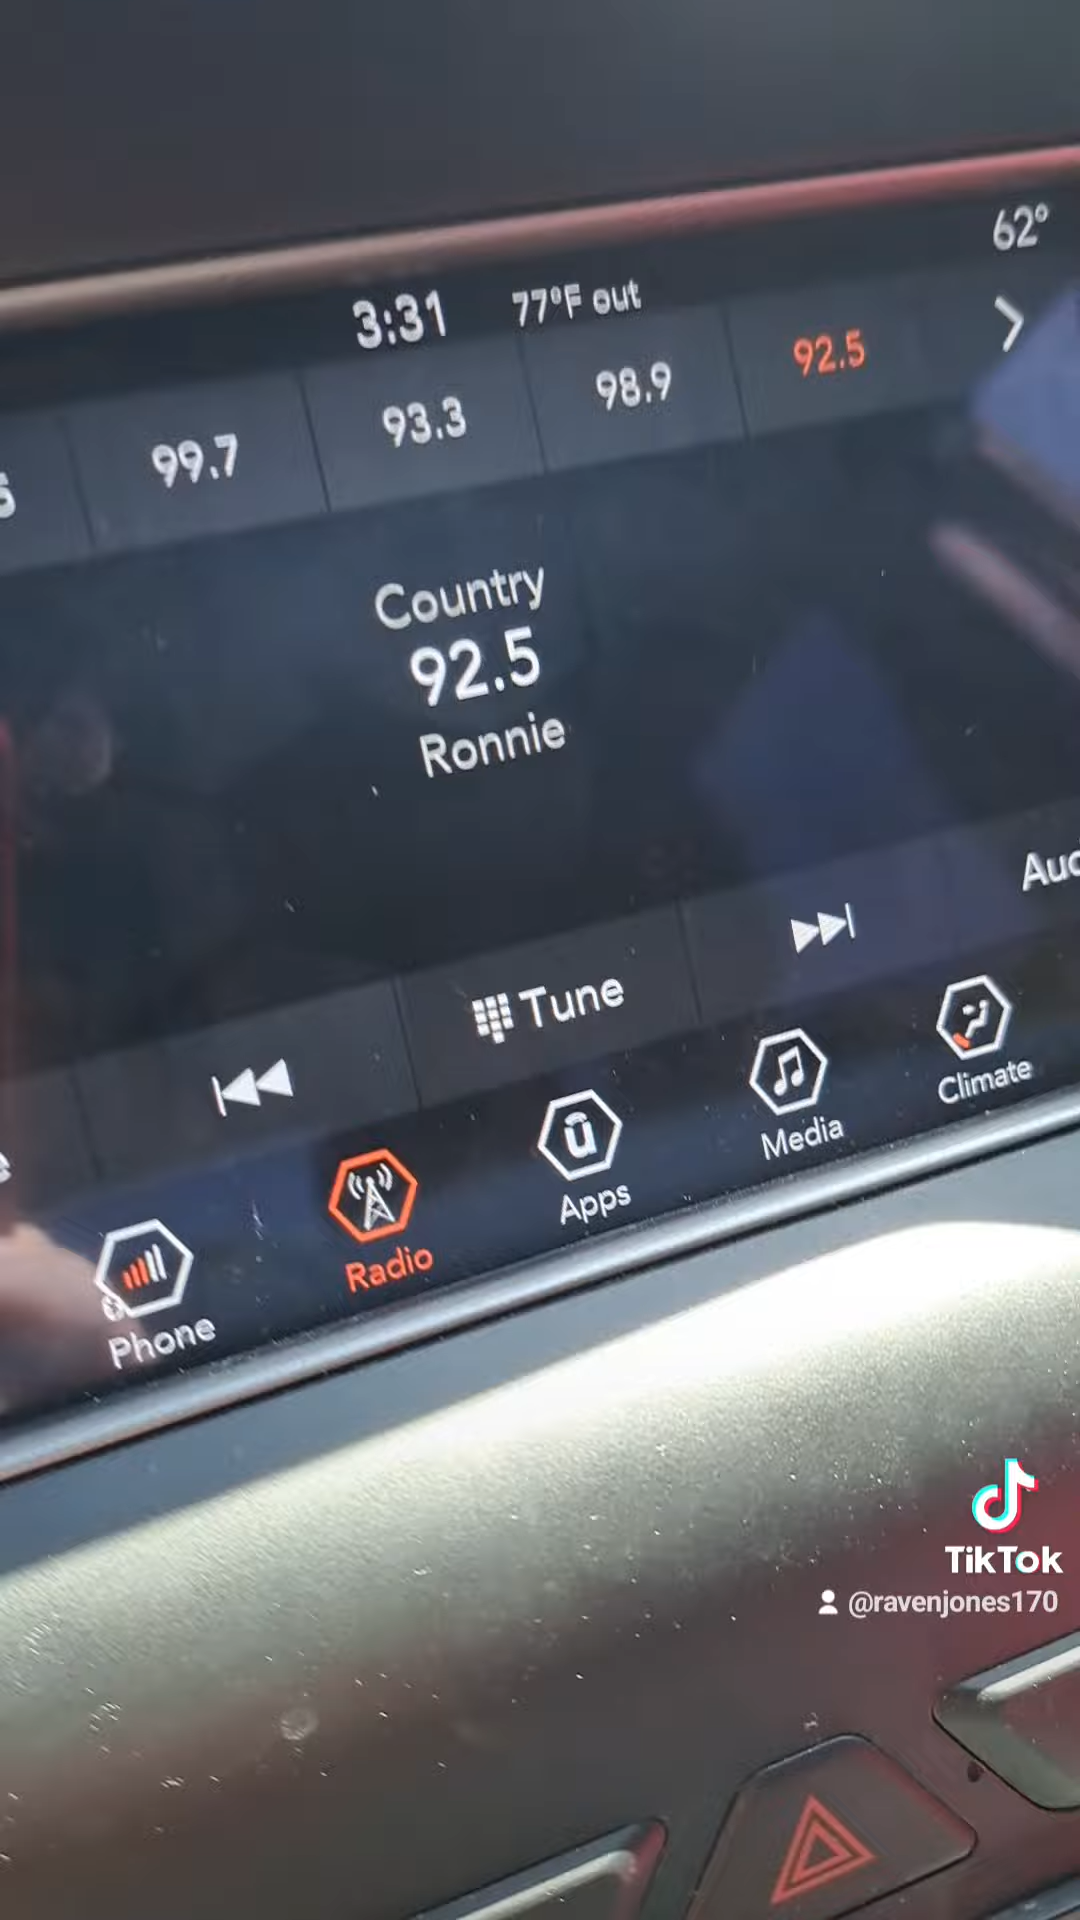 62°
3:31 77°F out
99.7 93.3 98.9 92.5
Country
92.5
Ronnie
Tune
Phone Radio Apps Media Climate
TikTok
@ravenjones170